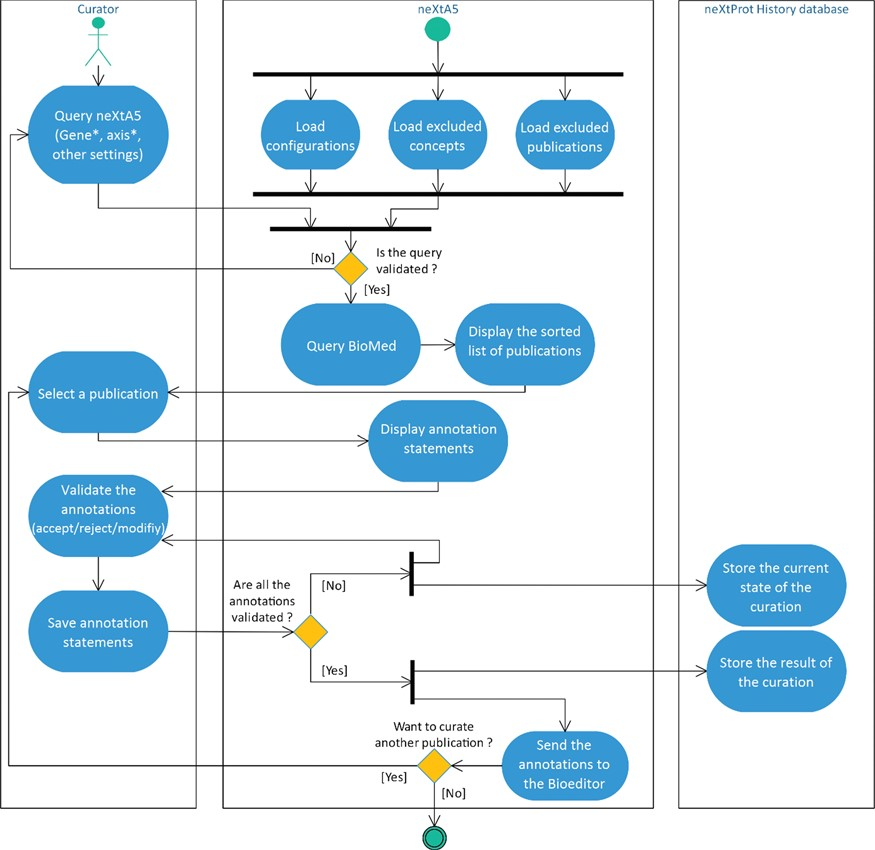 Curator
neXtA5
neXtProt History database
Query neXtA5
(Gene*, axis*,
other settings)
Load
configurations
Load excluded
concepts
Load excluded
publications
[No]
Is the query
validated ?
[Yes]
Query BioMed
Display the sorted
list of publications
Select a publication
Display annotation
statements
Validate the
annotations
(accept/reject/modifiy)
Are all the
annotations
validated ?
[No]
Store the current
state of the
curation
Save annotation
statements
[Yes]
Store the result of
the curation
Want to curate
another publication ?
Send the
annotations to
the Bioeditor
[Yes]
[No]